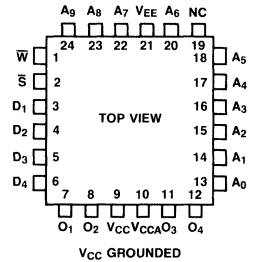 A9 A8 A7 VEE A6 NC
24 23 22 21 20 19
W̅ 1 18 A5
S̅ 2 17 A4
D1 3 16 A3
TOP VIEW
D2 4 15 A2
D3 5 14 A1
D4 6 13 A0
7 8 9 10 11 12
O1 O2 VCC VCCA O3 O4
VCC GROUNDED